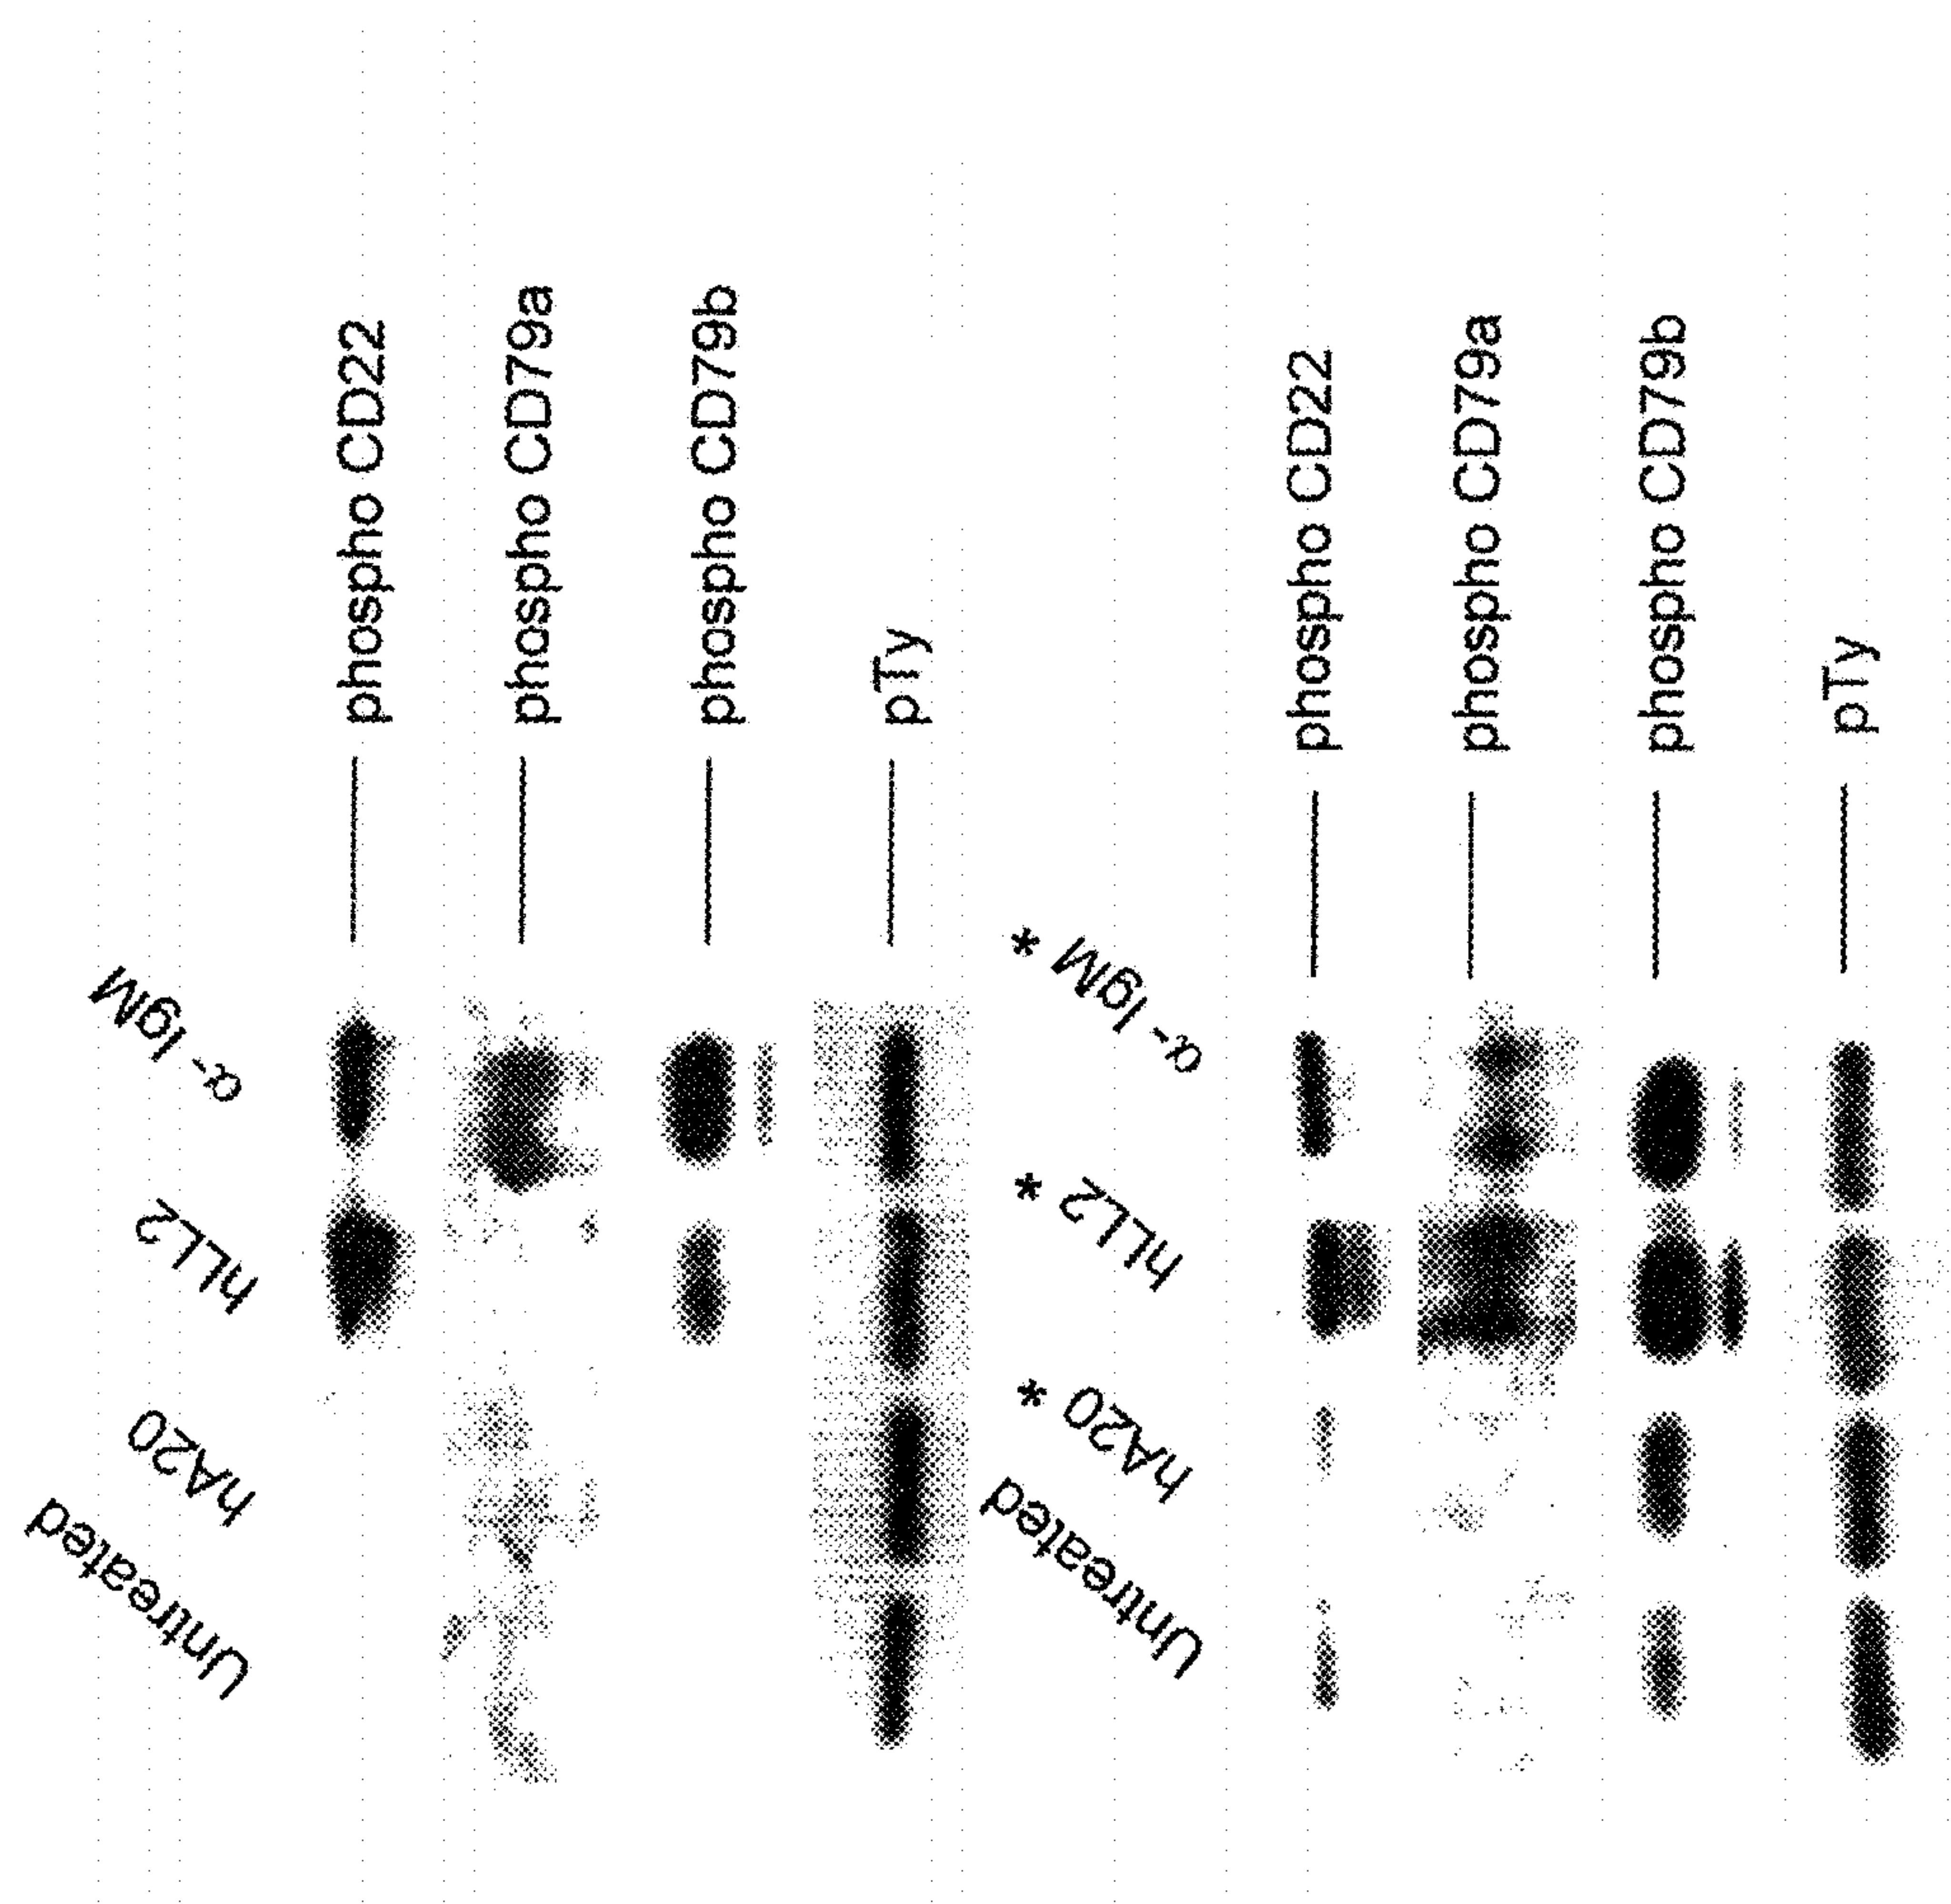 Untreated
hA20
hLL2
α- IgM
phospho CD22
phospho CD79a
phospho CD79b
pTy
Untreated
hA20 *
hLL2 *
α- IgM *
phospho CD22
phospho CD79a
phospho CD79b
pTy